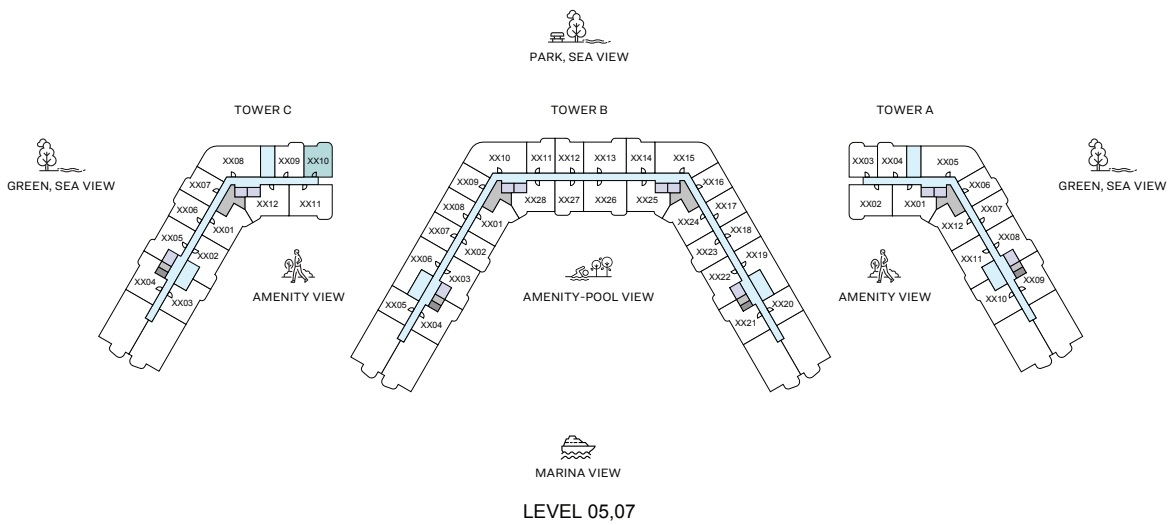 PARK, SEA VIEW
TOWER C
TOWER B
TOWER A
GREEN, SEA VIEW
GREEN, SEA VIEW
XX08
XX09
XX10
XX07
XX12
XX11
XX06
XX01
XX05
XX02
XX04
XX03
XX10
XX11
XX12
XX13
XX14
XX15
XX09
XX16
XX28
XX27
XX26
XX25
XX08
XX01
XX24
XX17
XX07
XX02
XX23
XX18
XX06
XX03
XX22
XX19
XX05
XX04
XX21
XX20
XX03
XX04
XX05
XX02
XX01
XX06
XX12
XX07
XX11
XX08
XX10
XX09
AMENITY VIEW
AMENITY-POOL VIEW
AMENITY VIEW
MARINA VIEW
LEVEL 05,07